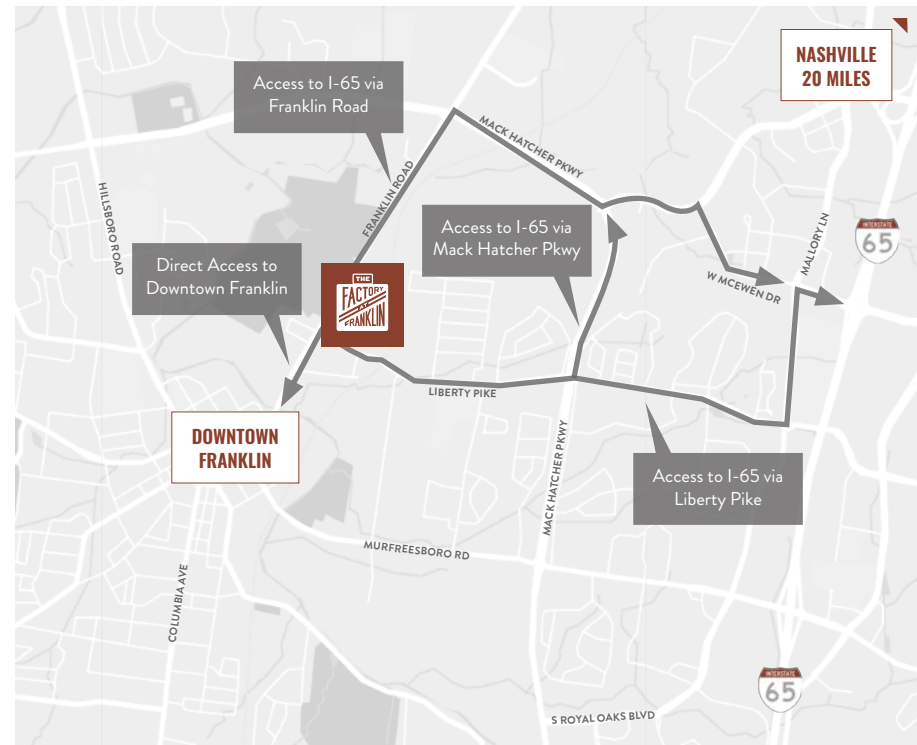 NASHVILLE
20 MILES
Access to I-65 via
Franklin Road
MACK HATCHER PKWY
FRANKLIN ROAD
HILLSBORO ROAD
Access to I-65 via
Mack Hatcher Pkwy
MALLORY LN
INTERSTATE
65
Direct Access to
Downtown Franklin
W MCEWEN DR
THE
FACTORY
AT
FRANKLIN
LIBERTY PIKE
DOWNTOWN
FRANKLIN
MACK HATCHER PKWY
Access to I-65 via
Liberty Pike
MURFREESBORO RD
COLUMBIA AVE
INTERSTATE
65
S ROYAL OAKS BLVD